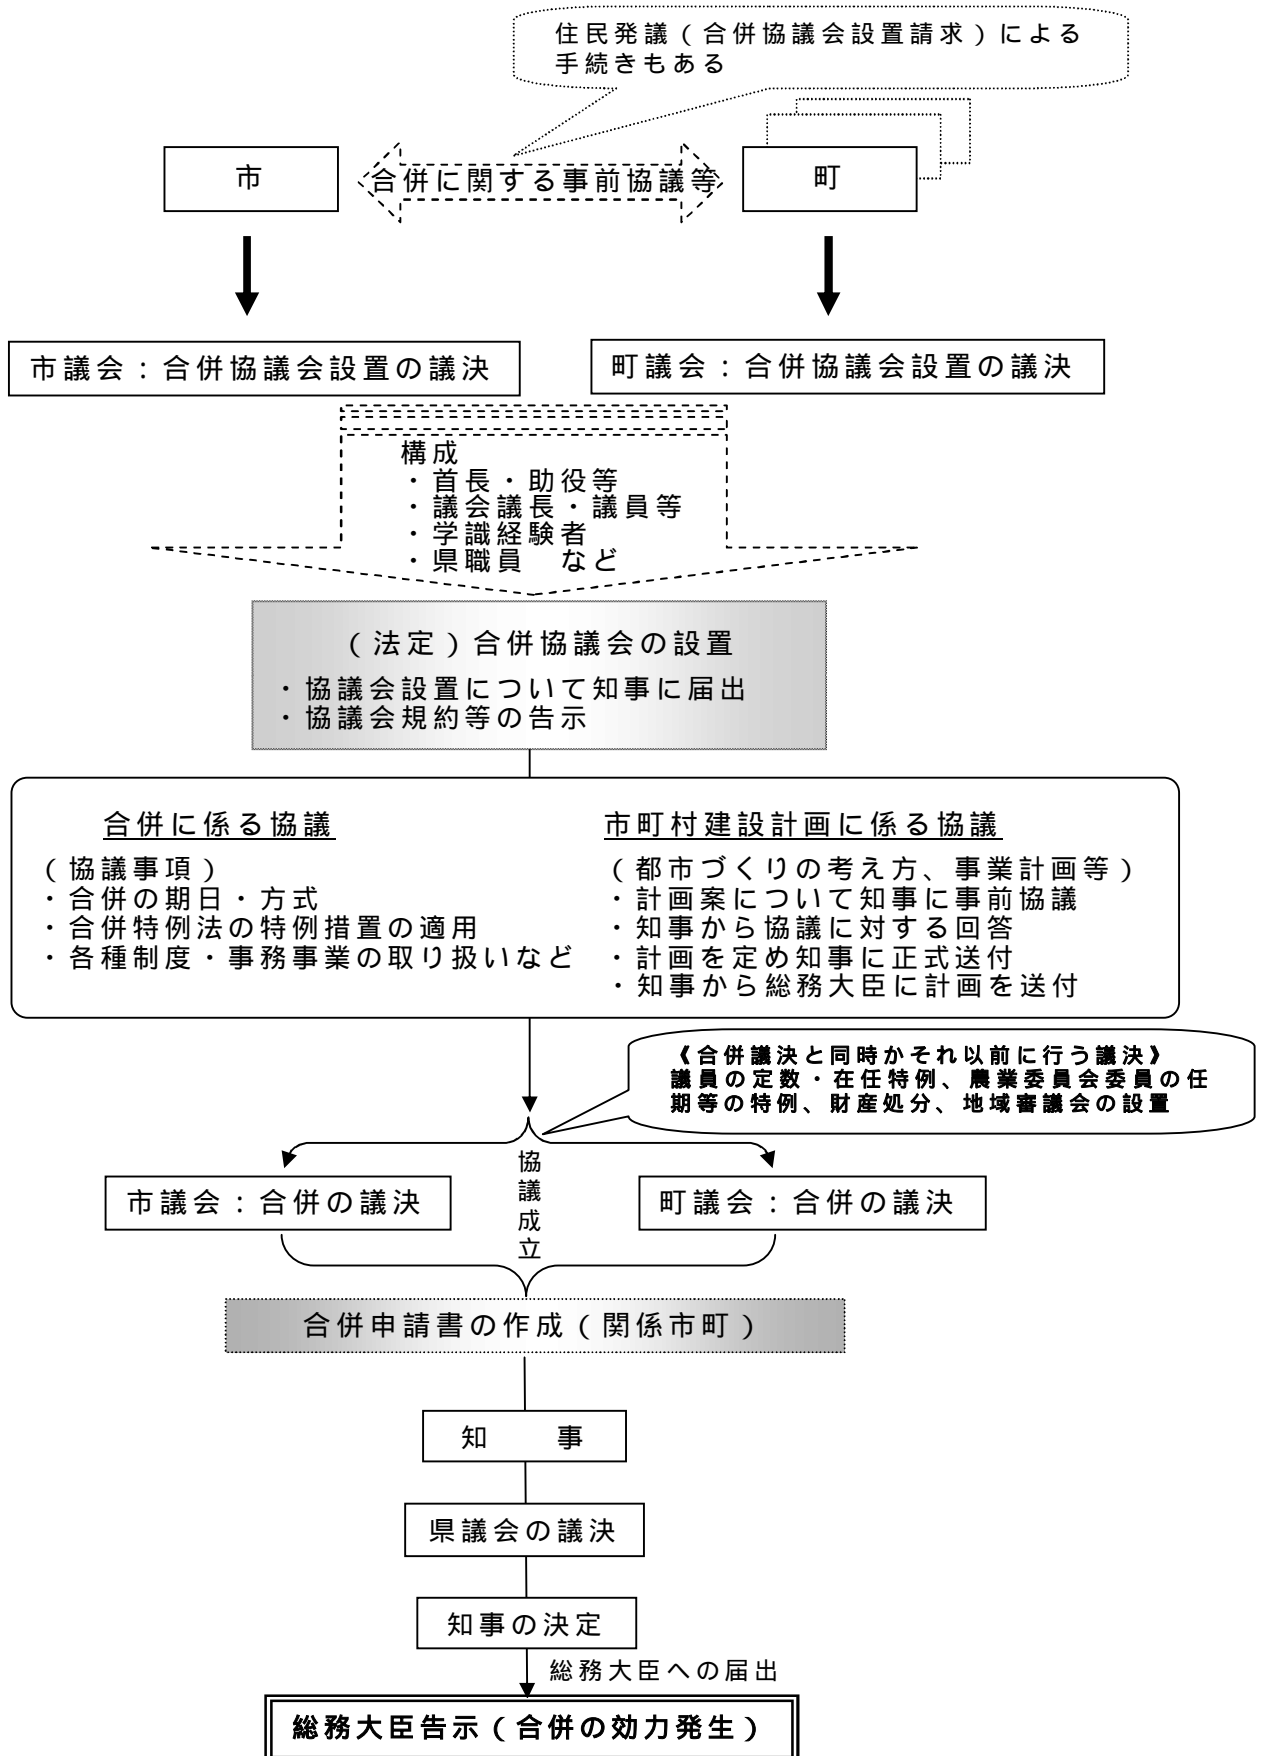 住民発議（合併協議会設置請求）による
手続きもある
市
合併に関する事前協議等
町
市議会：合併協議会設置の議決
町議会：合併協議会設置の議決
構成
・首長・助役等
・議会議長・議員等
・学識経験者
・県職員　など
（法定）合併協議会の設置
・協議会設置について知事に届出
・協議会規約等の告示
合併に係る協議
（協議事項）
・合併の期日・方式
・合併特例法の特例措置の適用
・各種制度・事務事業の取り扱いなど
市町村建設計画に係る協議
（都市づくりの考え方、事業計画等）
・計画案について知事に事前協議
・知事から協議に対する回答
・計画を定め知事に正式送付
・知事から総務大臣に計画を送付
《合併議決と同時かそれ以前に行う議決》
議員の定数・在任特例、農業委員会委員の任
期等の特例、財産処分、地域審議会の設置
市議会：合併の議決
協議成立
町議会：合併の議決
合併申請書の作成（関係市町）
知　事
県議会の議決
知事の決定
総務大臣への届出
総務大臣告示（合併の効力発生）